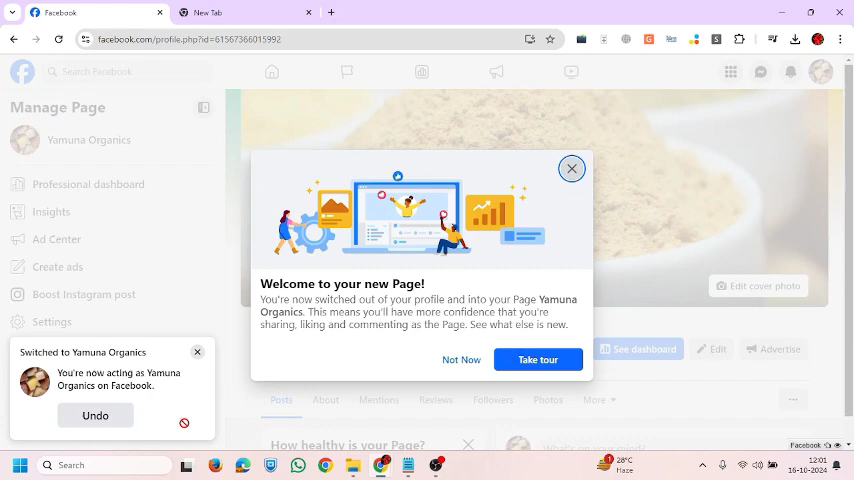 Facebook
New Tab
facebook.com/profile.php?id=61567366015992
Search Facebook
Manage Page
Yamuna Organics
Professional dashboard
Insights
Ad Center
Create ads
Boost Instagram post
Settings
Edit cover photo
Welcome to your new Page!
You're now switched out of your profile and into your Page Yamuna
Organics. This means you'll have more confidence that you're
sharing, liking and commenting as the Page. See what else is new.
Not Now
Take tour
Switched to Yamuna Organics
You're now acting as Yamuna
Organics on Facebook.
Undo
See dashboard
Edit
Advertise
Posts
About
Mentions
Reviews
Followers
Photos
More
How healthy is your Page?
What's on your mind?
Facebook
Search
1
28°C
Haze
12:01
16-10-2024